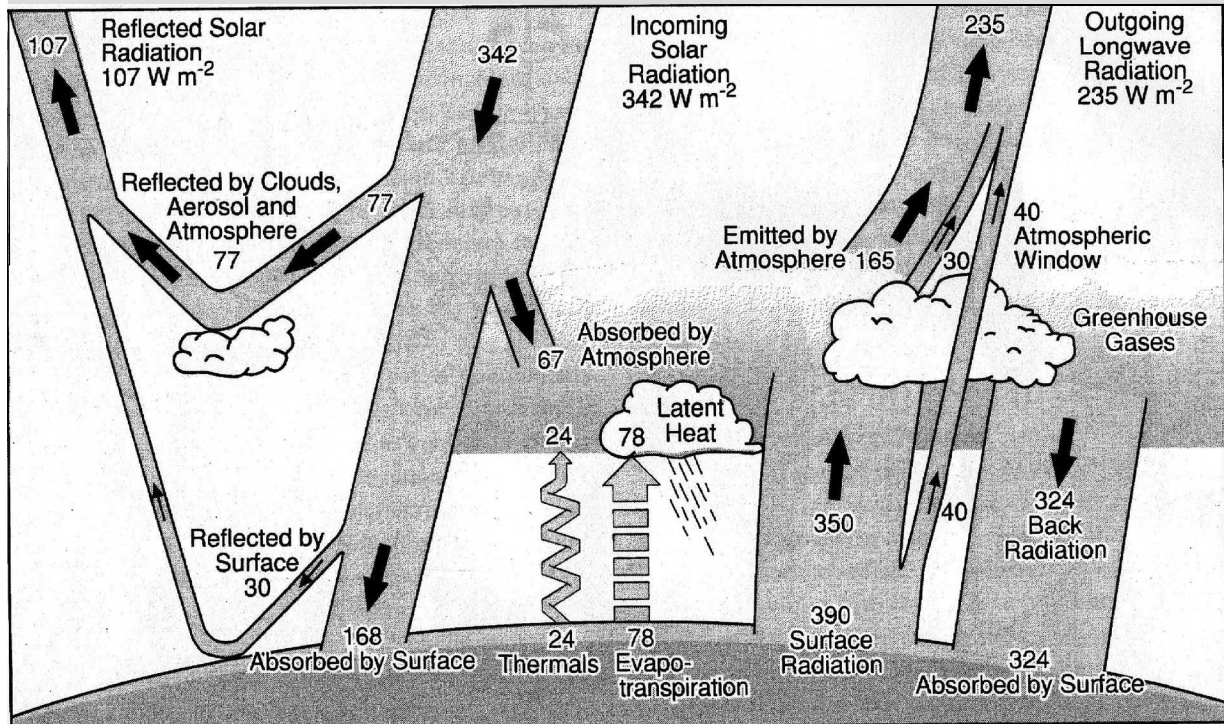 107
Reflected Solar
Radiation
107 W m-2
342
Incoming
Solar
Radiation
342 W m-2
235
Outgoing
Longwave
Radiation
235 W m-2
Reflected by Clouds,
Aerosol and
Atmosphere
77
77
Emitted by
Atmosphere
165
30
40
Atmospheric
Window
Greenhouse
Gases
67
Absorbed by
Atmosphere
Latent
Heat
24
78
350
40
324
Back
Radiation
Reflected by
Surface
30
168
Absorbed by Surface
24
Thermals
78
Evapo-
transpiration
390
Surface
Radiation
324
Absorbed by Surface